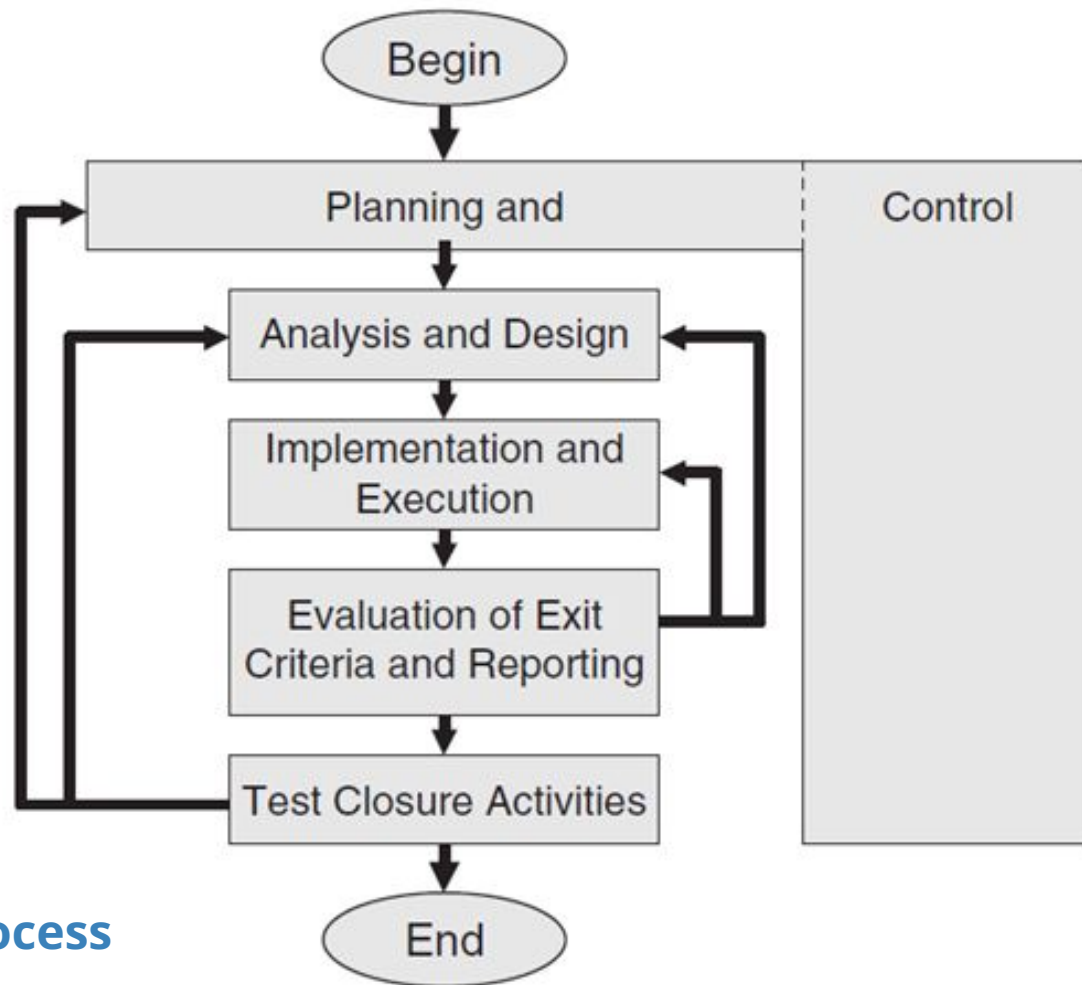 Begin
Planning and
Control
Analysis and Design
Implementation and
Execution
Evaluation of Exit
Criteria and Reporting
Test Closure Activities
End